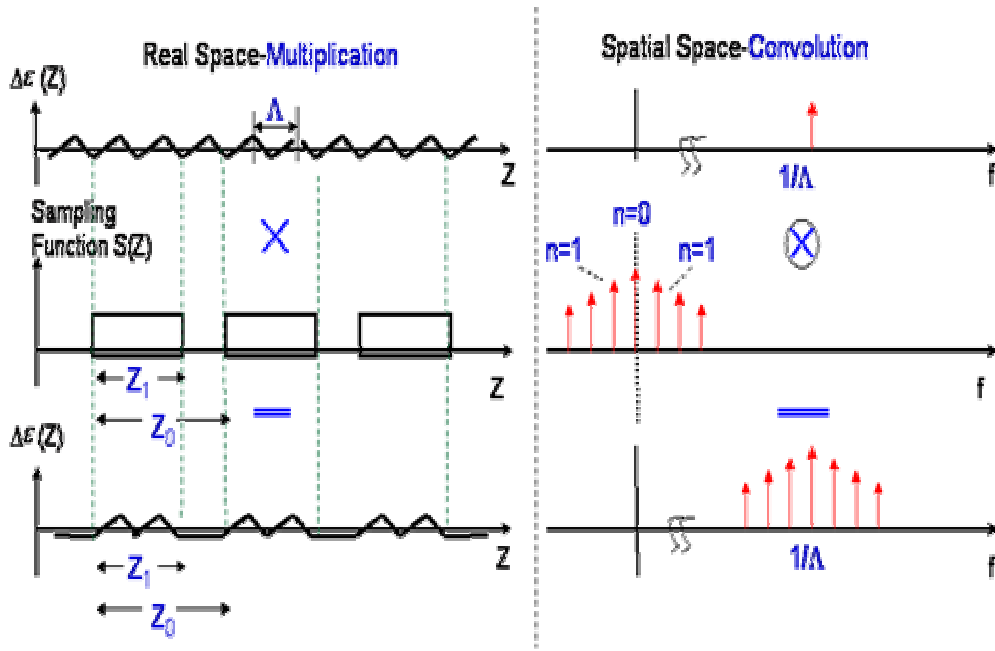 Real Space-Multiplication
Δε (Z)
Λ
Z
Sampling
Function S(Z)
Z
Z₁
Z₀
Δε (Z)
Z
Z₁
Z₀
Spatial Space-Convolution
1/Λ
f
n=0
n=1
n=1
f
1/Λ
f